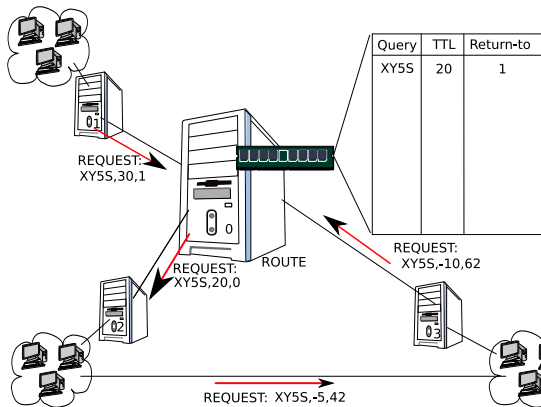 Query TTL Return-to
XY5S 20 1
1
REQUEST:
XY5S,30,1
REQUEST:
XY5S,20,0
ROUTE
REQUEST:
XY5S,-10,62
2
3
REQUEST: XY5S,-5,42